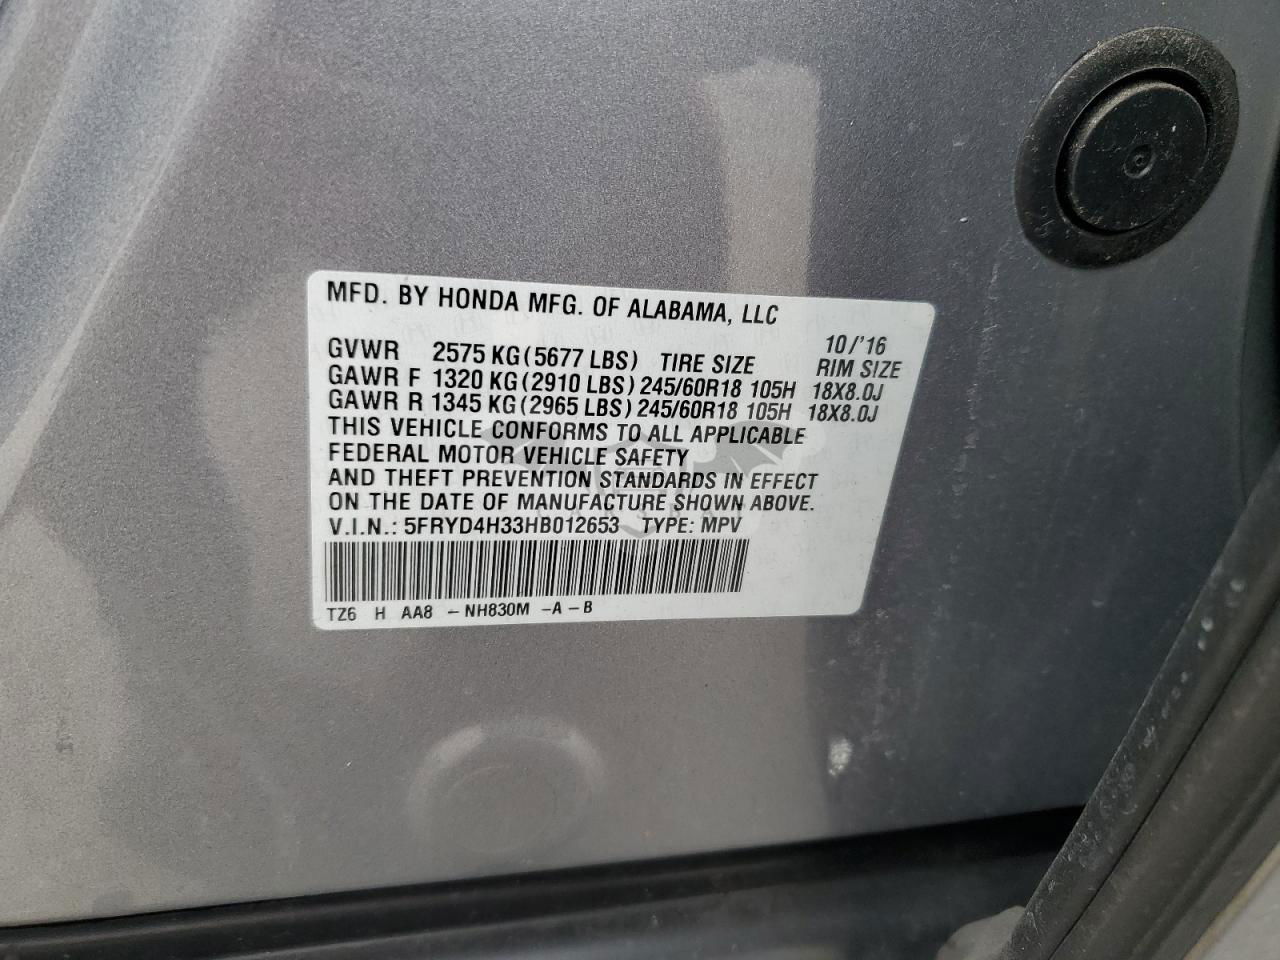 MFD. BY HONDA MFG. OF ALABAMA, LLC
10/'16
GVWR 2575 KG (5677 LBS) TIRE SIZE RIM SIZE
GAWR F 1320 KG (2910 LBS) 245/60R18 105H 18X8.0J
GAWR R 1345 KG (2965 LBS) 245/60R18 105H 18X8.0J
THIS VEHICLE CONFORMS TO ALL APPLICABLE
FEDERAL MOTOR VEHICLE SAFETY
AND THEFT PREVENTION STANDARDS IN EFFECT
ON THE DATE OF MANUFACTURE SHOWN ABOVE.
V.I.N.: 5FRYD4H33HB012653 TYPE: MPV
TZ6 H AA8 - NH830M -A - B